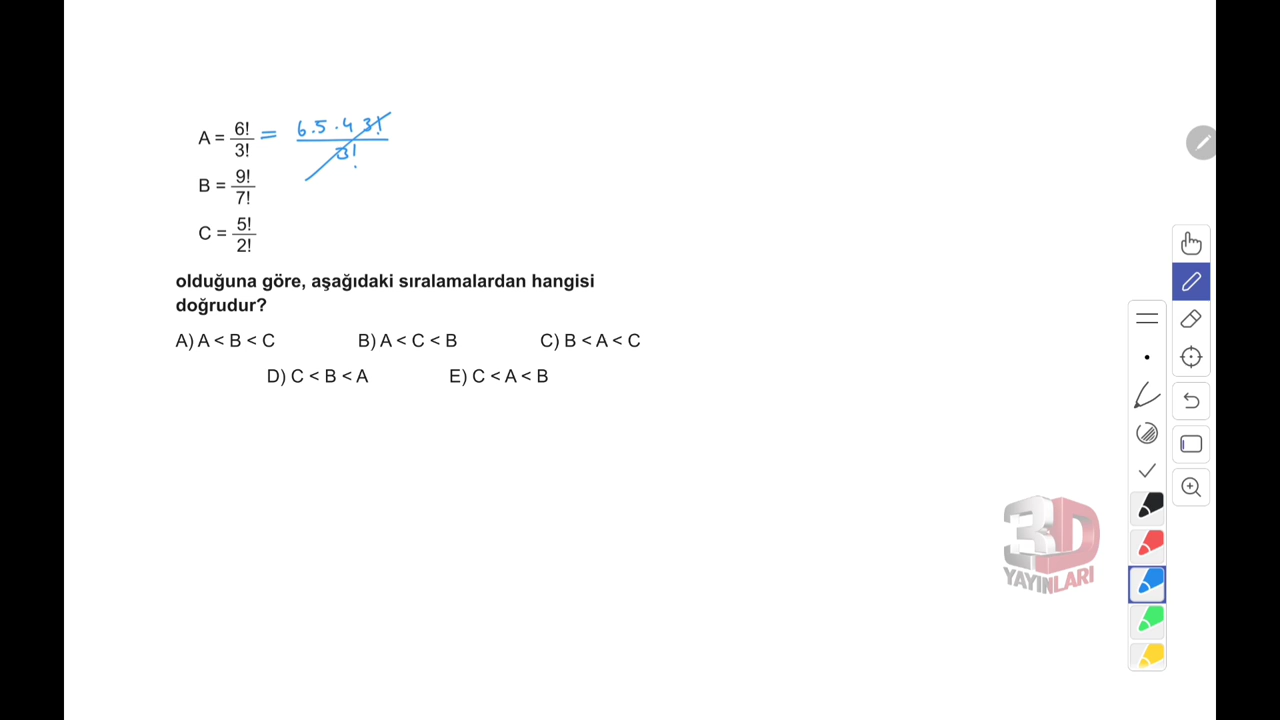 A = 6!/3! = 6.5.4 3!/3!
B = 9!/7!
C = 5!/2!
olduğuna göre, aşağıdaki sıralamalardan hangisi
doğrudur?
A) A < B < C B) A < C < B C) B < A < C
D) C < B < A E) C < A < B
3D
YAYINLARI